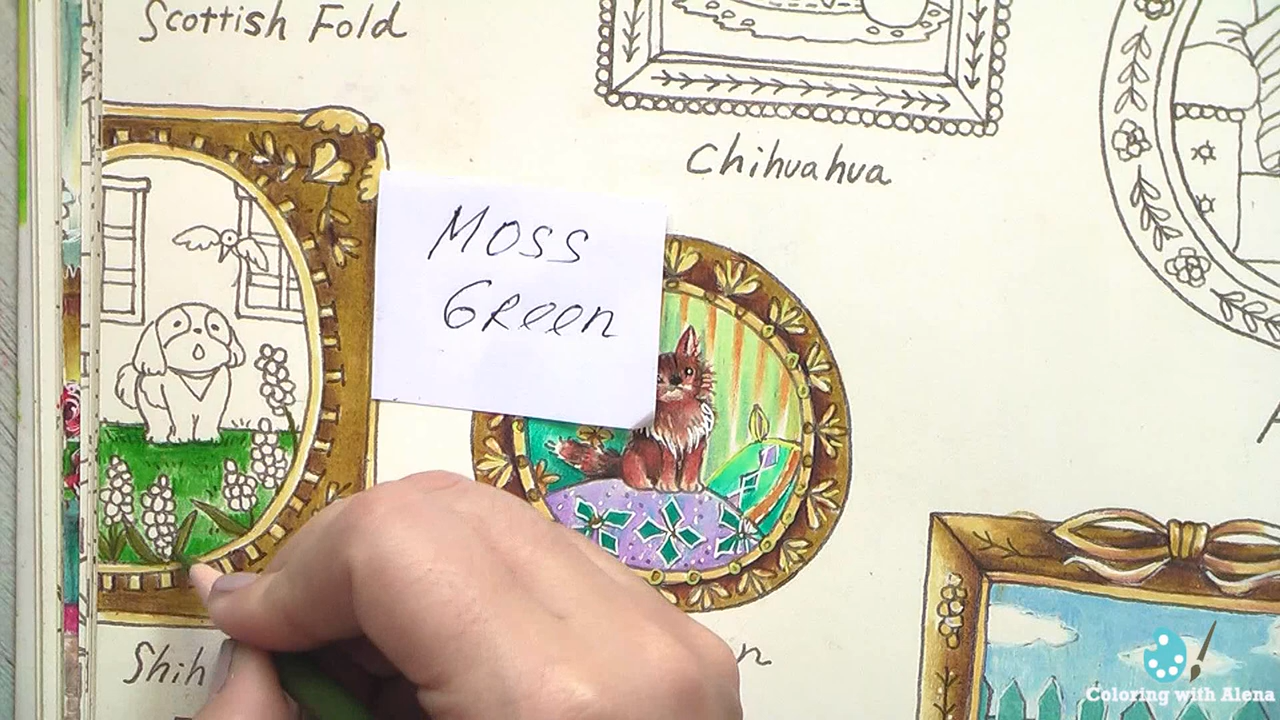 Scottish Fold
Chihuahua
Moss
Green
Shih
Coloring with Alena